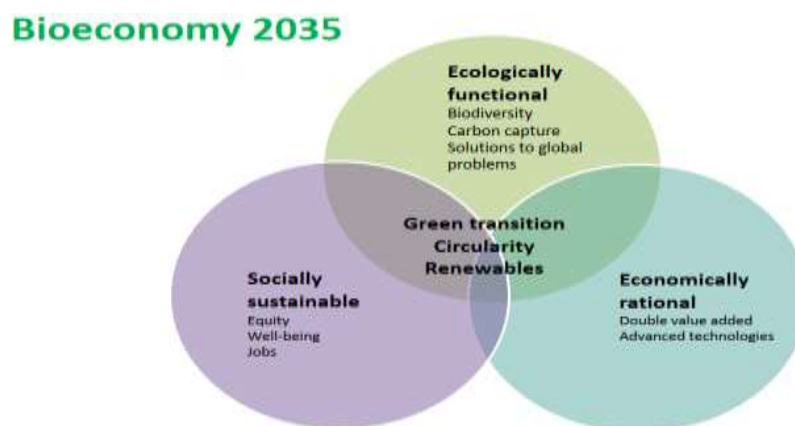 Bioeconomy 2035
Ecologically
functional
Biodiversity
Carbon capture
Solutions to global
problems
Green transition
Circularity
Renewables
Socially
sustainable
Equity
Well-being
Jobs
Economically
rational
Double value added
Advanced technologies